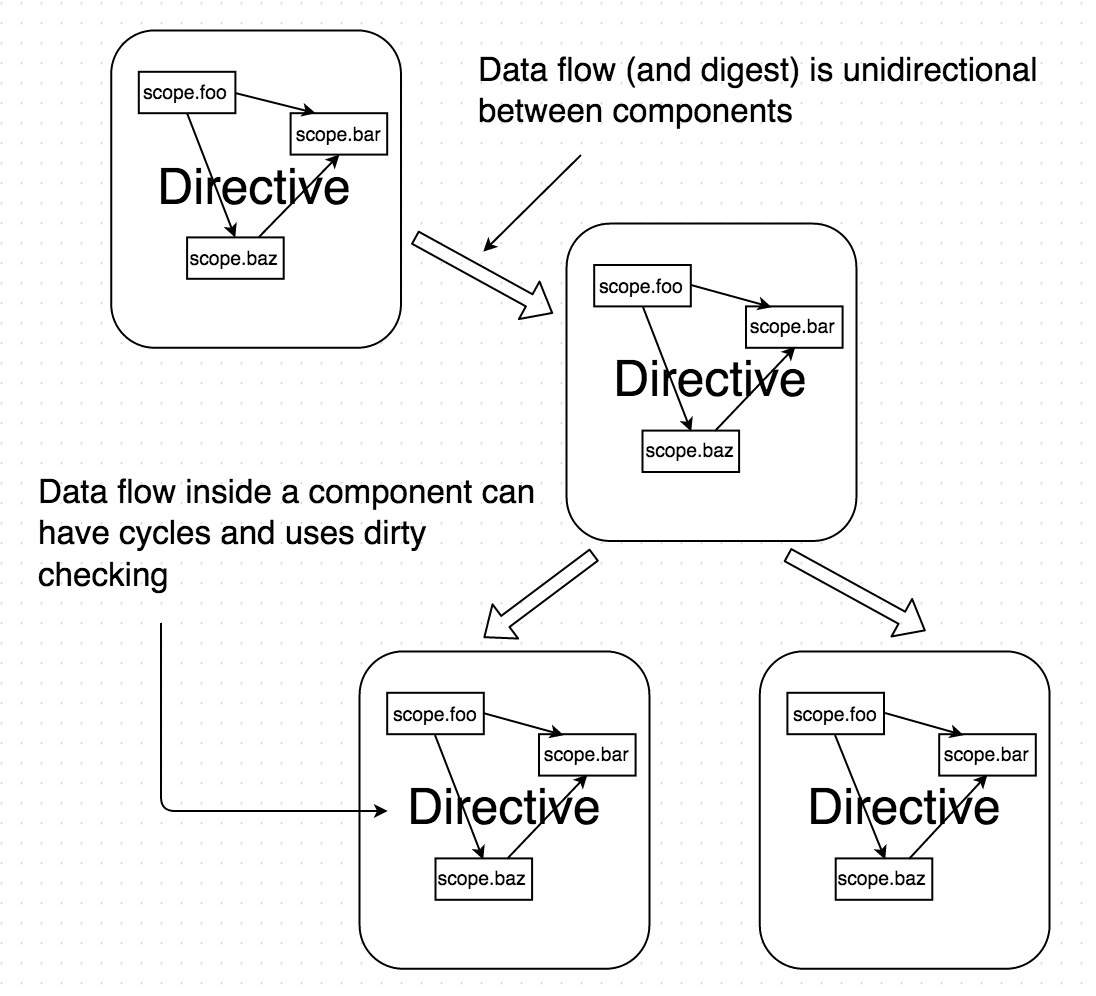 scope.foo
scope.bar
Directive
scope.baz
Data flow (and digest) is unidirectional
between components
scope.foo
scope.bar
Directive
scope.baz
Data flow inside a component can
have cycles and uses dirty
checking
scope.foo
scope.bar
Directive
scope.baz
scope.foo
scope.bar
Directive
scope.baz